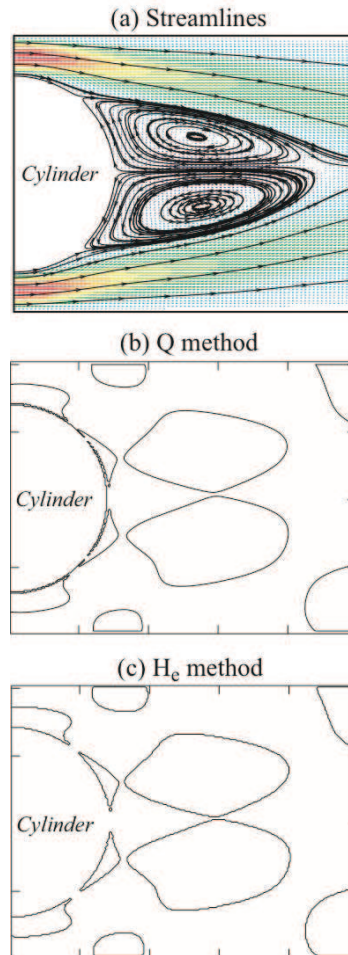 (a) Streamlines
Cylinder
(b) Q method
Cylinder
(c) Hₑ method
Cylinder